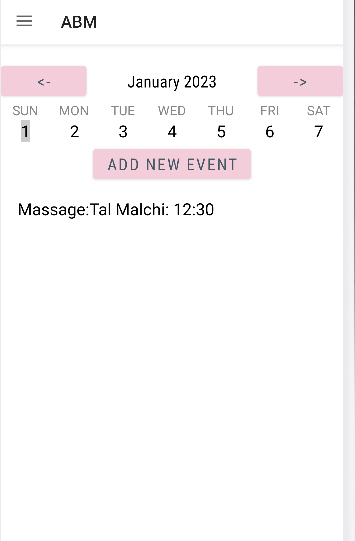 ABM
<- January 2023 ->
SUN MON TUE WED THU FRI SAT
1 2 3 4 5 6 7
ADD NEW EVENT
Massage:Tal Malchi: 12:30